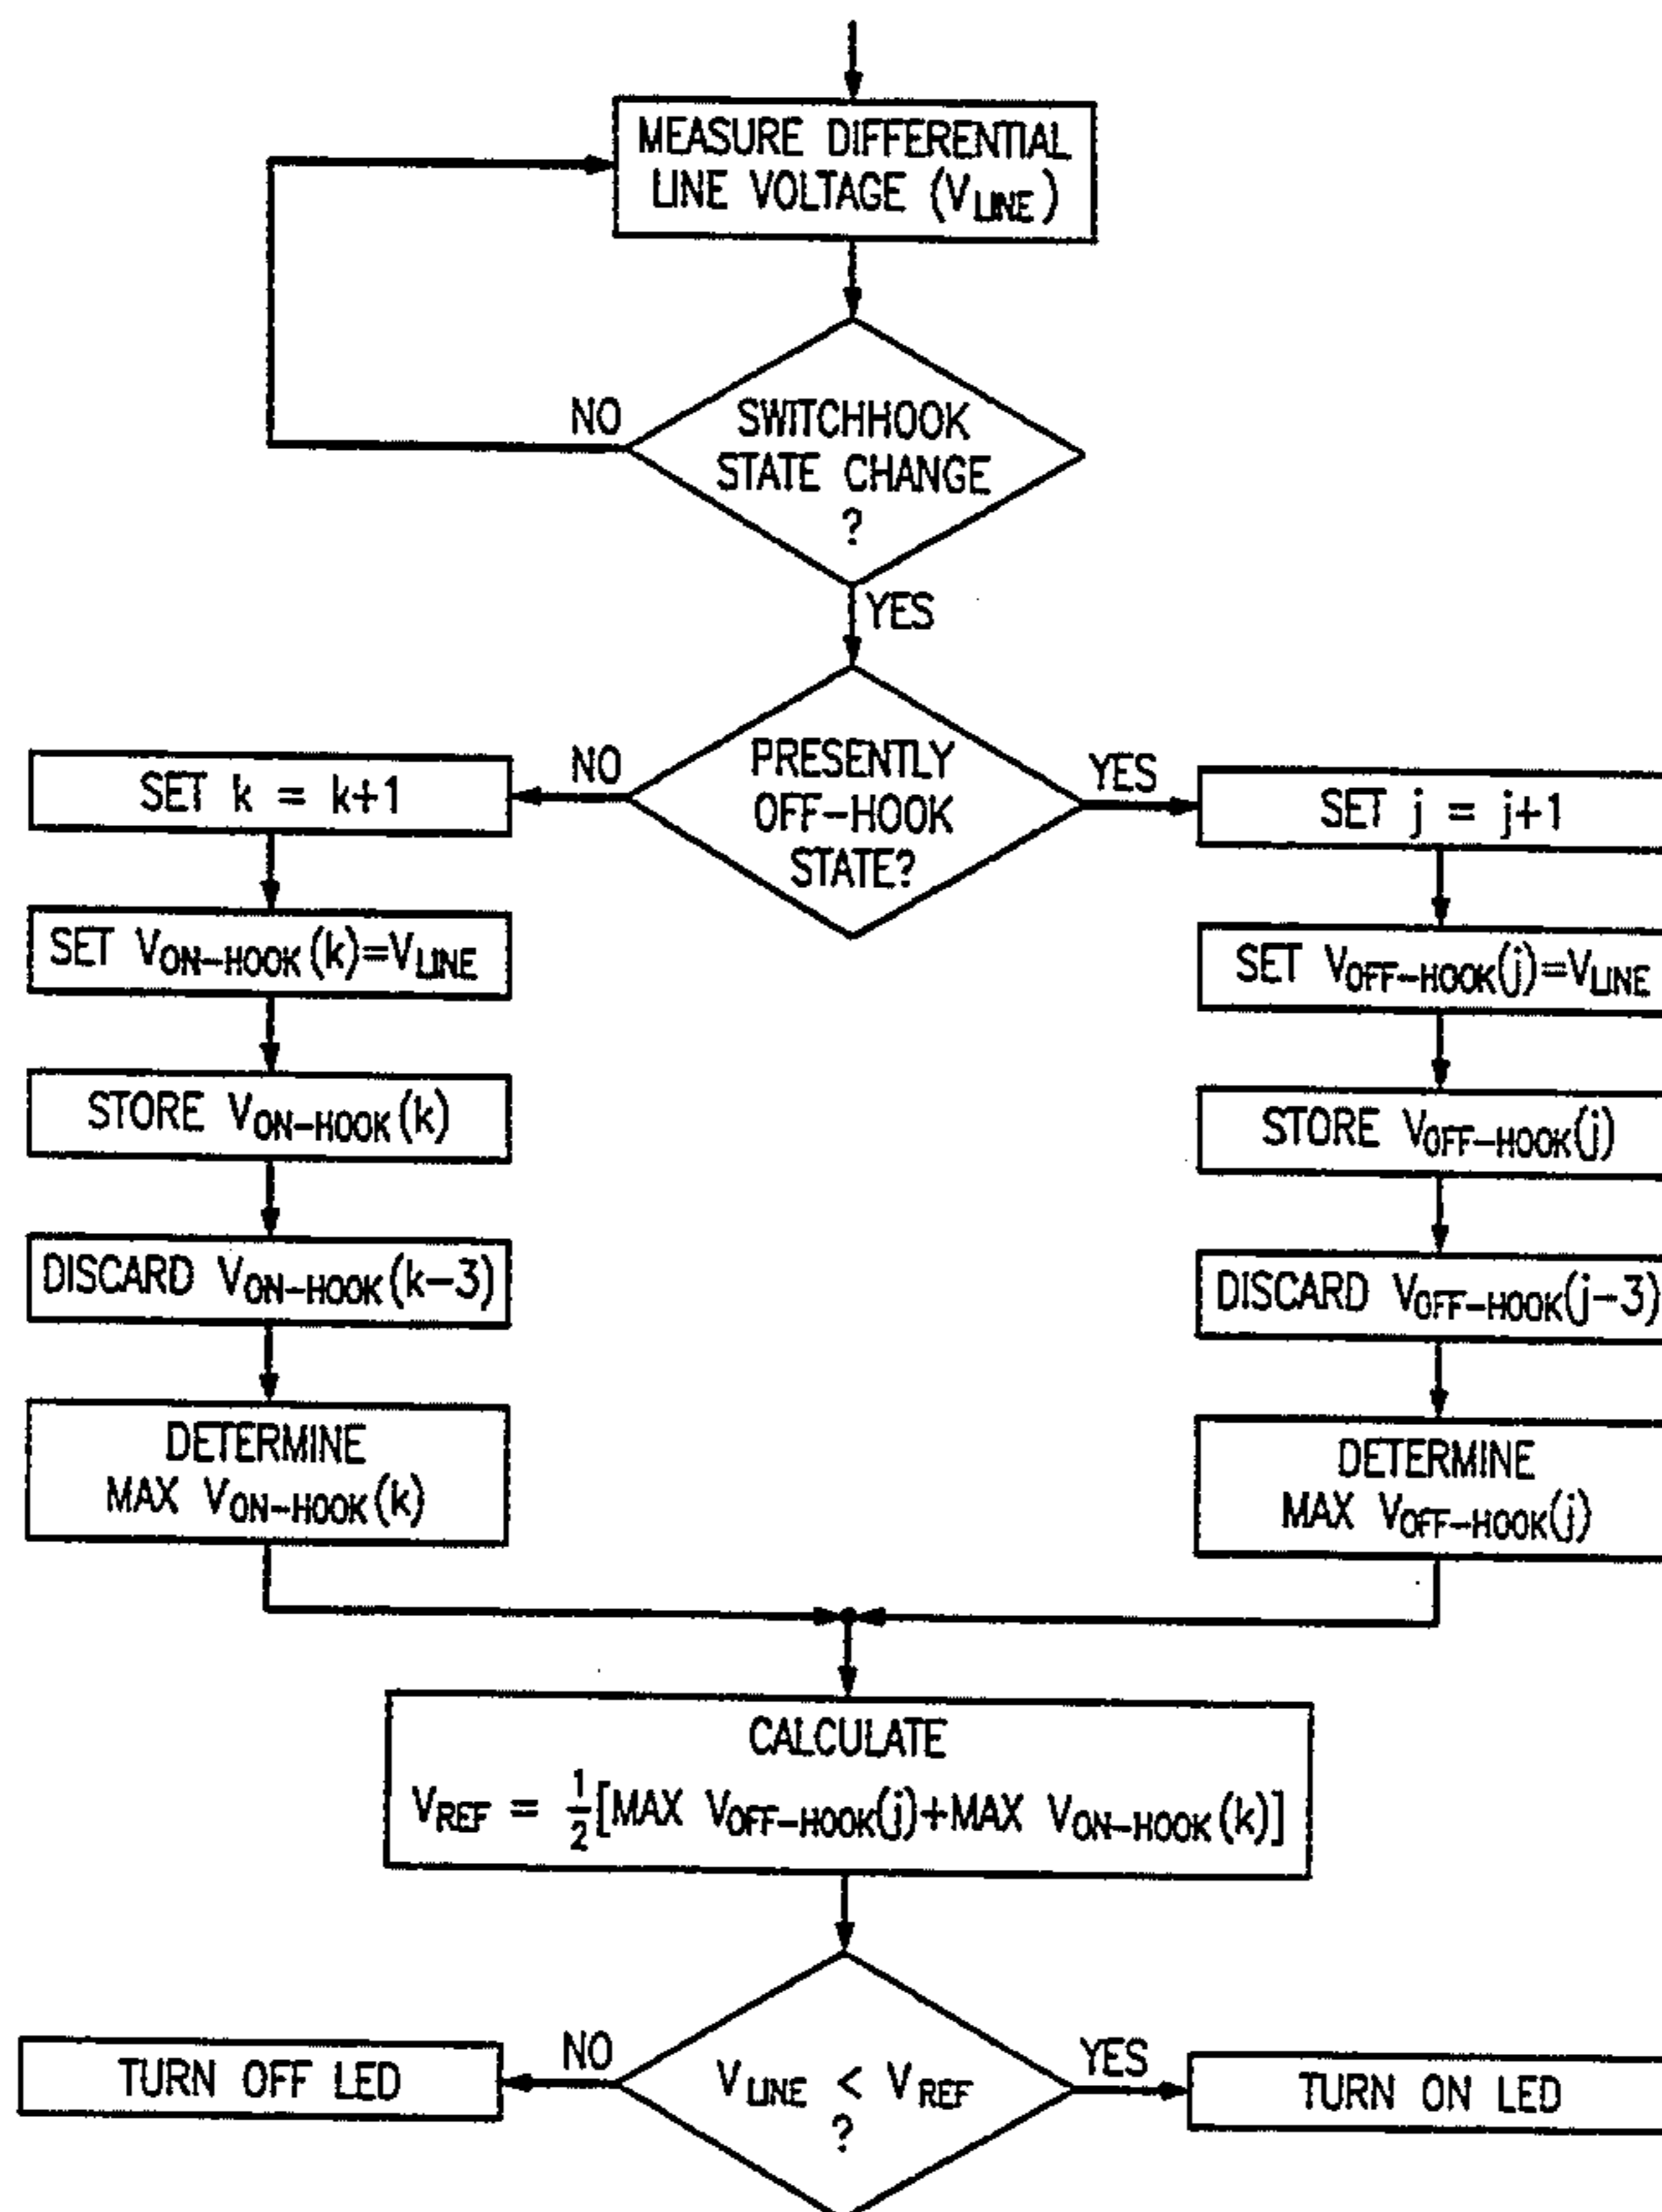 MEASURE DIFFERENTIAL
LINE VOLTAGE (VLINE)
NO
SWITCHHOOK
STATE CHANGE
?
YES
NO
PRESENTLY
OFF-HOOK
STATE?
YES
SET k = k+1
SET j = j+1
SET VON-HOOK(k)=VLINE
SET VOFF-HOOK(j)=VLINE
STORE VON-HOOK(k)
STORE VOFF-HOOK(j)
DISCARD VON-HOOK(k-3)
DISCARD VOFF-HOOK(j-3)
DETERMINE
MAX VON-HOOK(k)
DETERMINE
MAX VOFF-HOOK(j)
CALCULATE
VREF = 1/2[MAX VOFF-HOOK(j)+MAX VON-HOOK(k)]
TURN OFF LED
NO
VLINE < VREF
?
YES
TURN ON LED